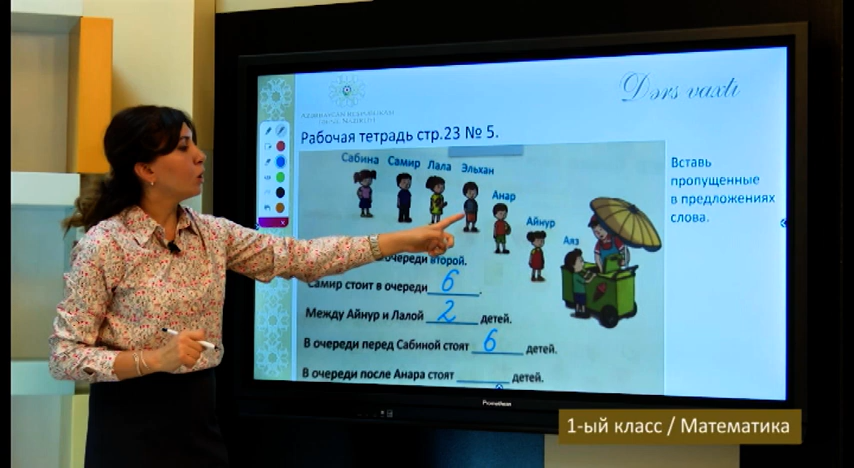 Dərs vaxtı
Рабочая тетрадь стр.23 № 5.
Сабина Самир Лала Эльхан
Анар
Айнур
Аяз
Вставь
пропущенные
в предложениях
слова.
очереди второй.
Самир стоит в очереди 6.
Между Айнур и Лалой 2 детей.
В очереди перед Сабиной стоят 6 детей.
В очереди после Анара стоят ______ детей.
Promethean
1-ый класс / Математика